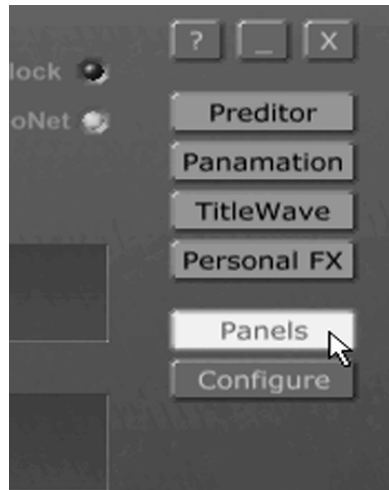 ? _ X
lock
oNet
Preditor
Panamation
TitleWave
Personal FX
Panels
Configure